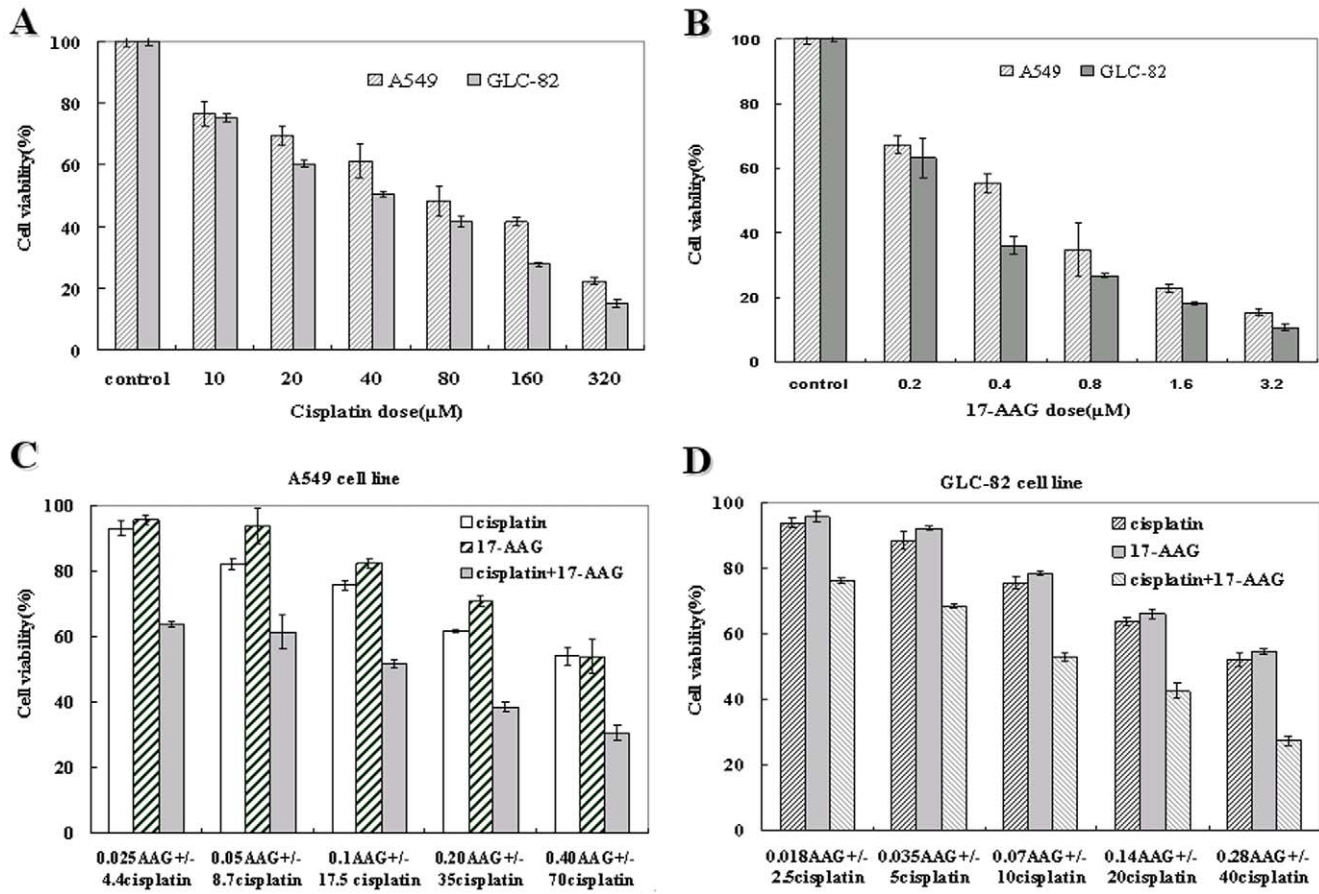 A
100
80
60
40
20
0
Cell viability(%)
A549 GLC-82
control 10 20 40 80 160 320
Cisplatin dose(µM)
B
100
80
60
40
20
0
Cell viability(%)
A549 GLC-82
control 0.2 0.4 0.8 1.6 3.2
17-AAG dose(µM)
C
A549 cell line
100
80
60
40
20
0
Cell viability(%)
cisplatin
17-AAG
cisplatin+17-AAG
0.025AAG+/- 0.05AAG+/- 0.1AAG+/- 0.20AAG+/- 0.40AAG+/-
4.4cisplatin 8.7cisplatin 17.5 cisplatin 35cisplatin 70cisplatin
D
GLC-82 cell line
100
80
60
40
20
0
Cell viability(%)
cisplatin
17-AAG
cisplatin+17-AAG
0.018AAG+/- 0.035AAG+/- 0.07AAG+/- 0.14AAG+/- 0.28AAG+/-
2.5cisplatin 5cisplatin 10cisplatin 20cisplatin 40cisplatin